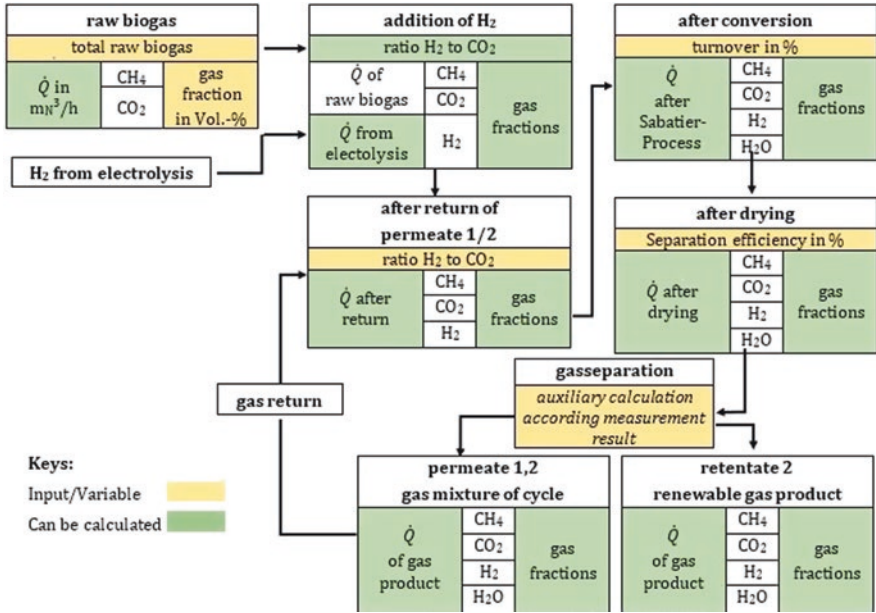 raw biogas
total raw biogas
Q̇ in
mN³/h
CH₄
CO₂
gas
fraction
in Vol.-%
H₂ from electrolysis
addition of H₂
ratio H₂ to CO₂
Q̇ of
raw biogas
Q̇ from
electolysis
CH₄
CO₂
H₂
gas
fractions
after return of
permeate 1/2
ratio H₂ to CO₂
Q̇ after
return
CH₄
CO₂
H₂
gas
fractions
after conversion
turnover in %
Q̇
after
Sabatier-
Process
CH₄
CO₂
H₂
H₂O
gas
fractions
after drying
Separation efficiency in %
Q̇ after
drying
CH₄
CO₂
H₂
H₂O
gas
fractions
gasseparation
auxiliary calculation
according measurement
result
gas return
permeate 1,2
gas mixture of cycle
Q̇
of gas
product
CH₄
CO₂
H₂
H₂O
gas
fractions
retentate 2
renewable gas product
Q̇
of gas
product
CH₄
CO₂
H₂
H₂O
gas
fractions
Keys:
Input/Variable
Can be calculated